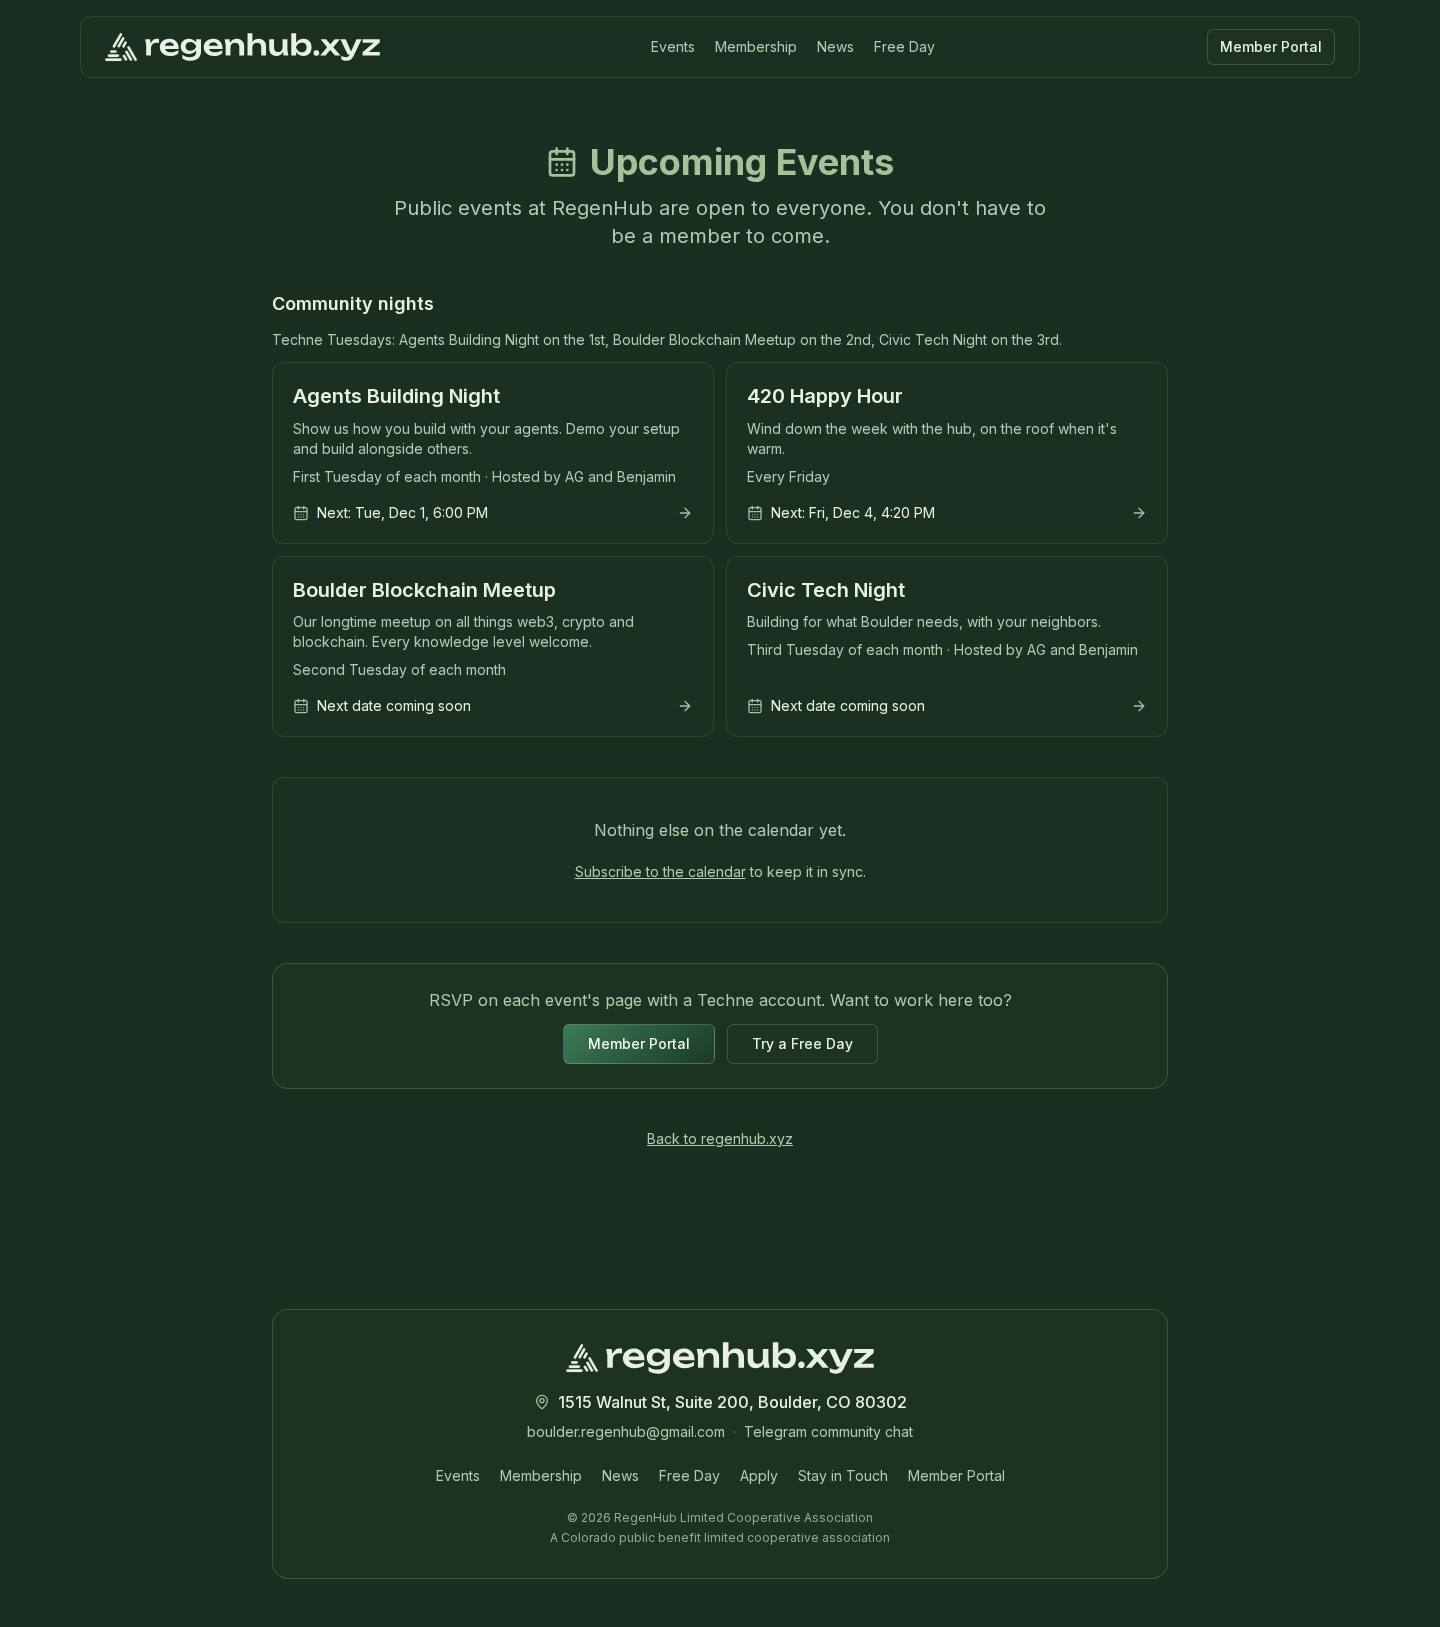 regenhub.xyz
Events Membership News Free Day
Member Portal
Upcoming Events
Public events at RegenHub are open to everyone. You don't have to
be a member to come.
Community nights
Techne Tuesdays: Agents Building Night on the 1st, Boulder Blockchain Meetup on the 2nd, Civic Tech Night on the 3rd.
Agents Building Night
Show us how you build with your agents. Demo your setup
and build alongside others.
First Tuesday of each month · Hosted by AG and Benjamin
Next: Tue, Dec 1, 6:00 PM
420 Happy Hour
Wind down the week with the hub, on the roof when it's
warm.
Every Friday
Next: Fri, Dec 4, 4:20 PM
Boulder Blockchain Meetup
Our longtime meetup on all things web3, crypto and
blockchain. Every knowledge level welcome.
Second Tuesday of each month
Next date coming soon
Civic Tech Night
Building for what Boulder needs, with your neighbors.
Third Tuesday of each month · Hosted by AG and Benjamin
Next date coming soon
Nothing else on the calendar yet.
Subscribe to the calendar to keep it in sync.
RSVP on each event's page with a Techne account. Want to work here too?
Member Portal
Try a Free Day
Back to regenhub.xyz
regenhub.xyz
1515 Walnut St, Suite 200, Boulder, CO 80302
boulder.regenhub@gmail.com · Telegram community chat
Events Membership News Free Day Apply Stay in Touch Member Portal
© 2026 RegenHub Limited Cooperative Association
A Colorado public benefit limited cooperative association